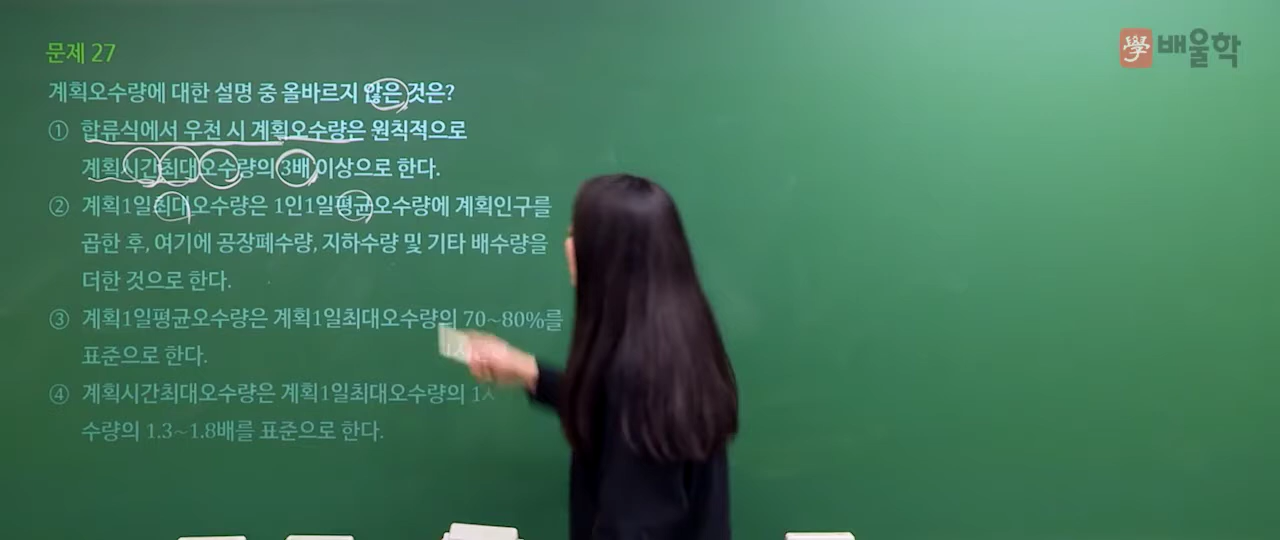 문제 27
學 배울학
계획오수량에 대한 설명 중 올바르지 않은 것은?
① 합류식에서 우천 시 계획오수량은 원칙적으로
계획시간최대오수량의 3배 이상으로 한다.
② 계획1일최대오수량은 1인1일평균오수량에 계획인구를
곱한 후, 여기에 공장폐수량, 지하수량 및 기타 배수량을
더한 것으로 한다.
③ 계획1일평균오수량은 계획1일최대오수량의 70~80%를
표준으로 한다.
④ 계획시간최대오수량은 계획1일최대오수량의 1
수량의 1.3~1.8배를 표준으로 한다.